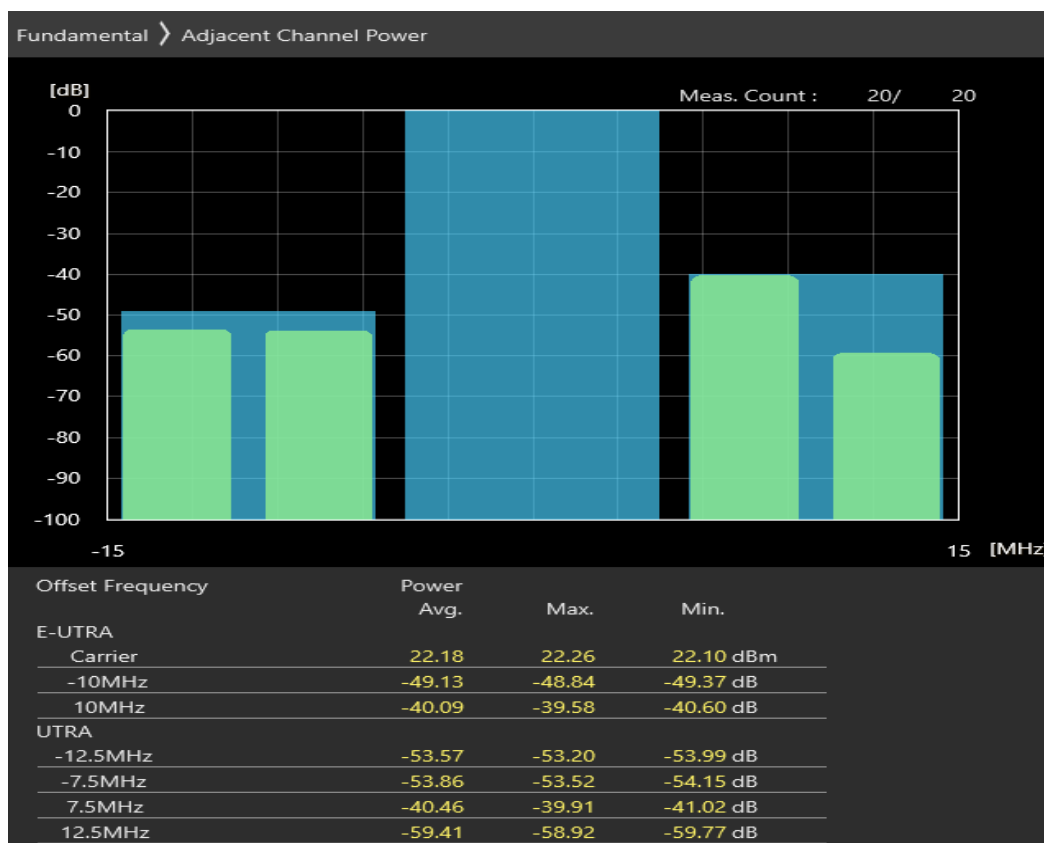 Fundamental 〉 Adjacent Channel Power
[dB]
Meas. Count : 20/ 20
0
-10
-20
-30
-40
-50
-60
-70
-80
-90
-100
-15 15 [MHz
Offset Frequency Power
Avg. Max. Min.
E-UTRA
Carrier 22.18 22.26 22.10 dBm
-10MHz -49.13 -48.84 -49.37 dB
10MHz -40.09 -39.58 -40.60 dB
UTRA
-12.5MHz -53.57 -53.20 -53.99 dB
-7.5MHz -53.86 -53.52 -54.15 dB
7.5MHz -40.46 -39.91 -41.02 dB
12.5MHz -59.41 -58.92 -59.77 dB